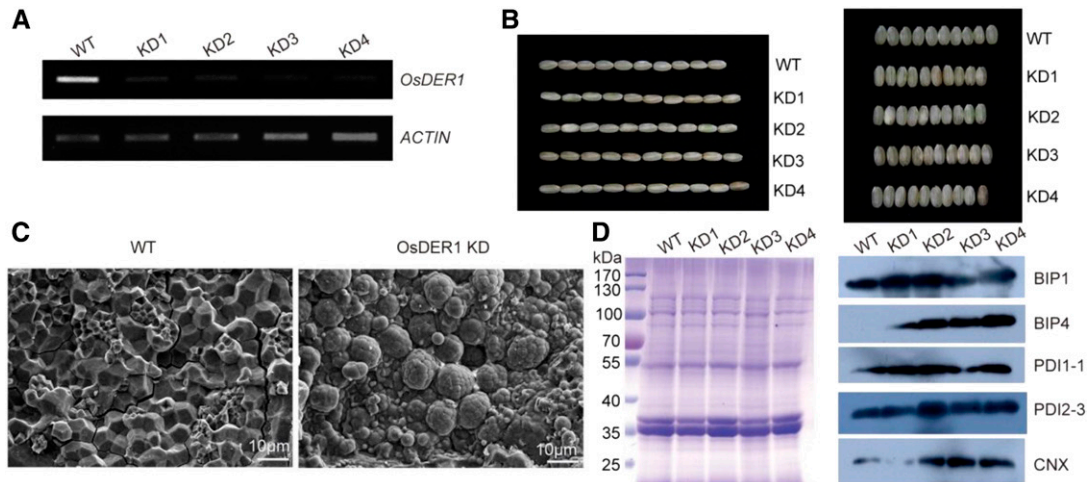 A
WT KD1 KD2 KD3 KD4
OsDER1
ACTIN
B
WT
KD1
KD2
KD3
KD4
WT
KD1
KD2
KD3
KD4
C
WT
OsDER1 KD
10μm
10μm
D
WT KD1 KD2 KD3 KD4
kDa
170
130
100
70
55
40
35
25
WT KD1 KD2 KD3 KD4
BIP1
BIP4
PDI1-1
PDI2-3
CNX